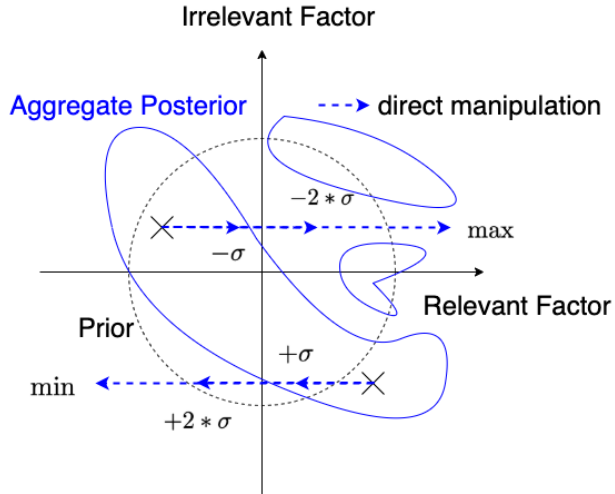 Irrelevant Factor
Aggregate Posterior
direct manipulation
−2 ∗ σ
max
−σ
Relevant Factor
Prior
+σ
min
+2 ∗ σ